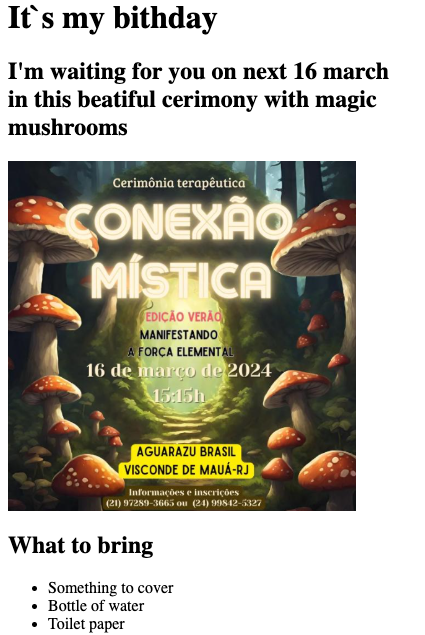 It`s my bithday
I'm waiting for you on next 16 march
in this beatiful cerimony with magic
mushrooms
Cerimônia terapêutica
CONEXÃO
MÍSTICA
EDIÇÃO VERÃO
MANIFESTANDO
A FORÇA ELEMENTAL
16 de março de 2024
15:15h
AGUARAZU BRASIL
VISCONDE DE MAUÁ-RJ
Informações e inscrições
(21) 97289-3665 ou (24) 99842-5327
What to bring
• Something to cover
• Bottle of water
• Toilet paper